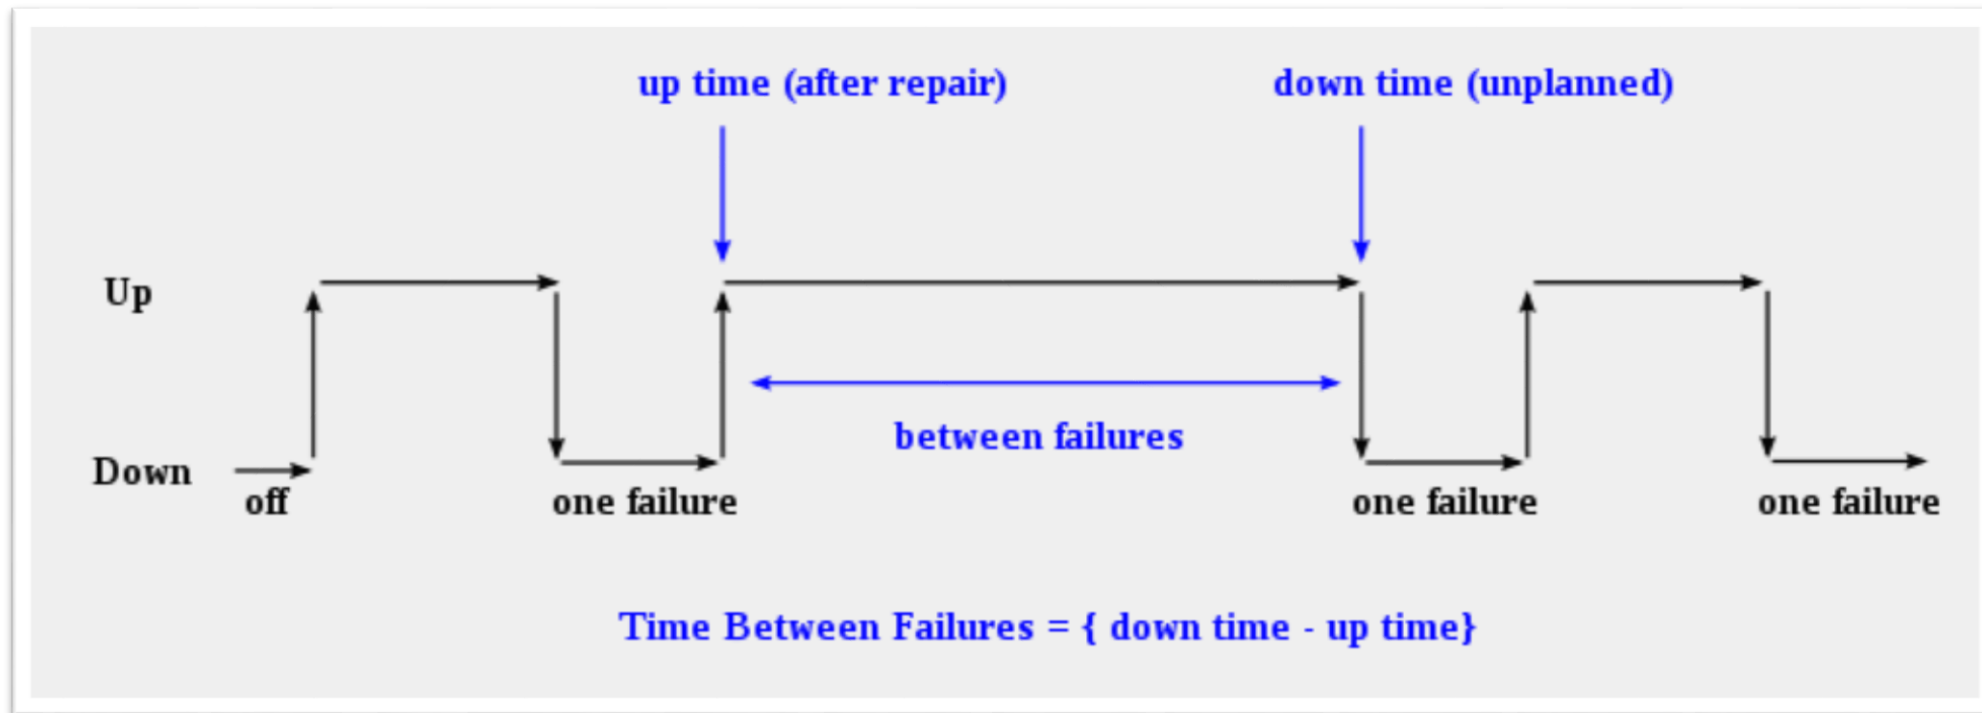 up time (after repair)
down time (unplanned)
Up
between failures
Down
off
one failure
one failure
one failure
Time Between Failures = { down time - up time}